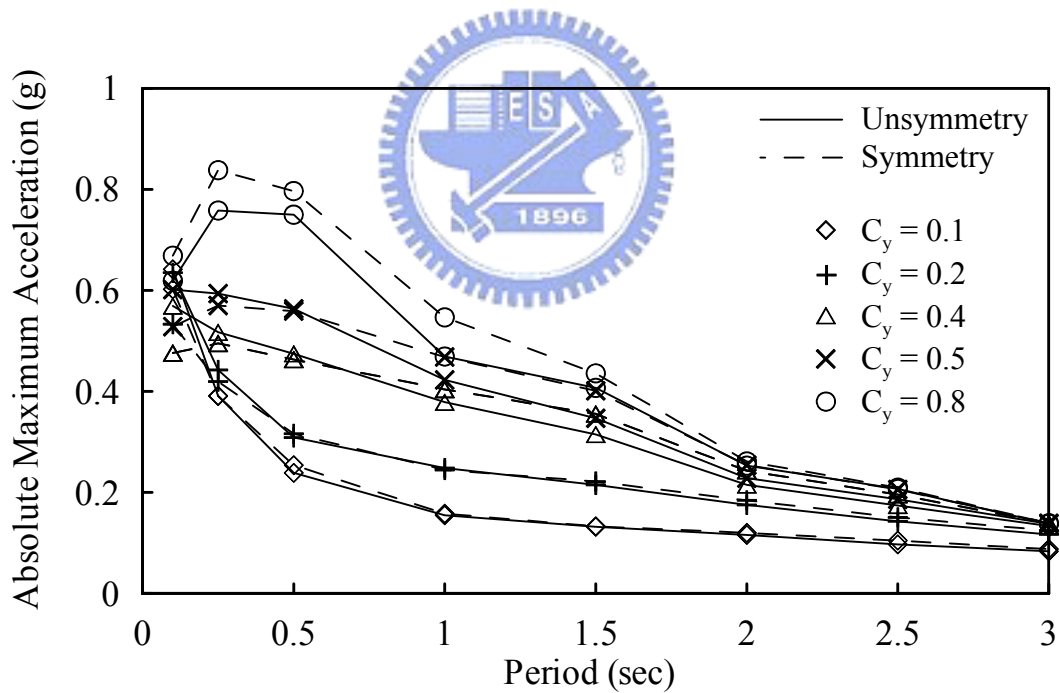 ESA
1896
Absolute Maximum Acceleration (g)
1
0.8
0.6
0.4
0.2
0
Unsymmetry
Symmetry
C_y = 0.1
C_y = 0.2
C_y = 0.4
C_y = 0.5
C_y = 0.8
0 0.5 1 1.5 2 2.5 3
Period (sec)